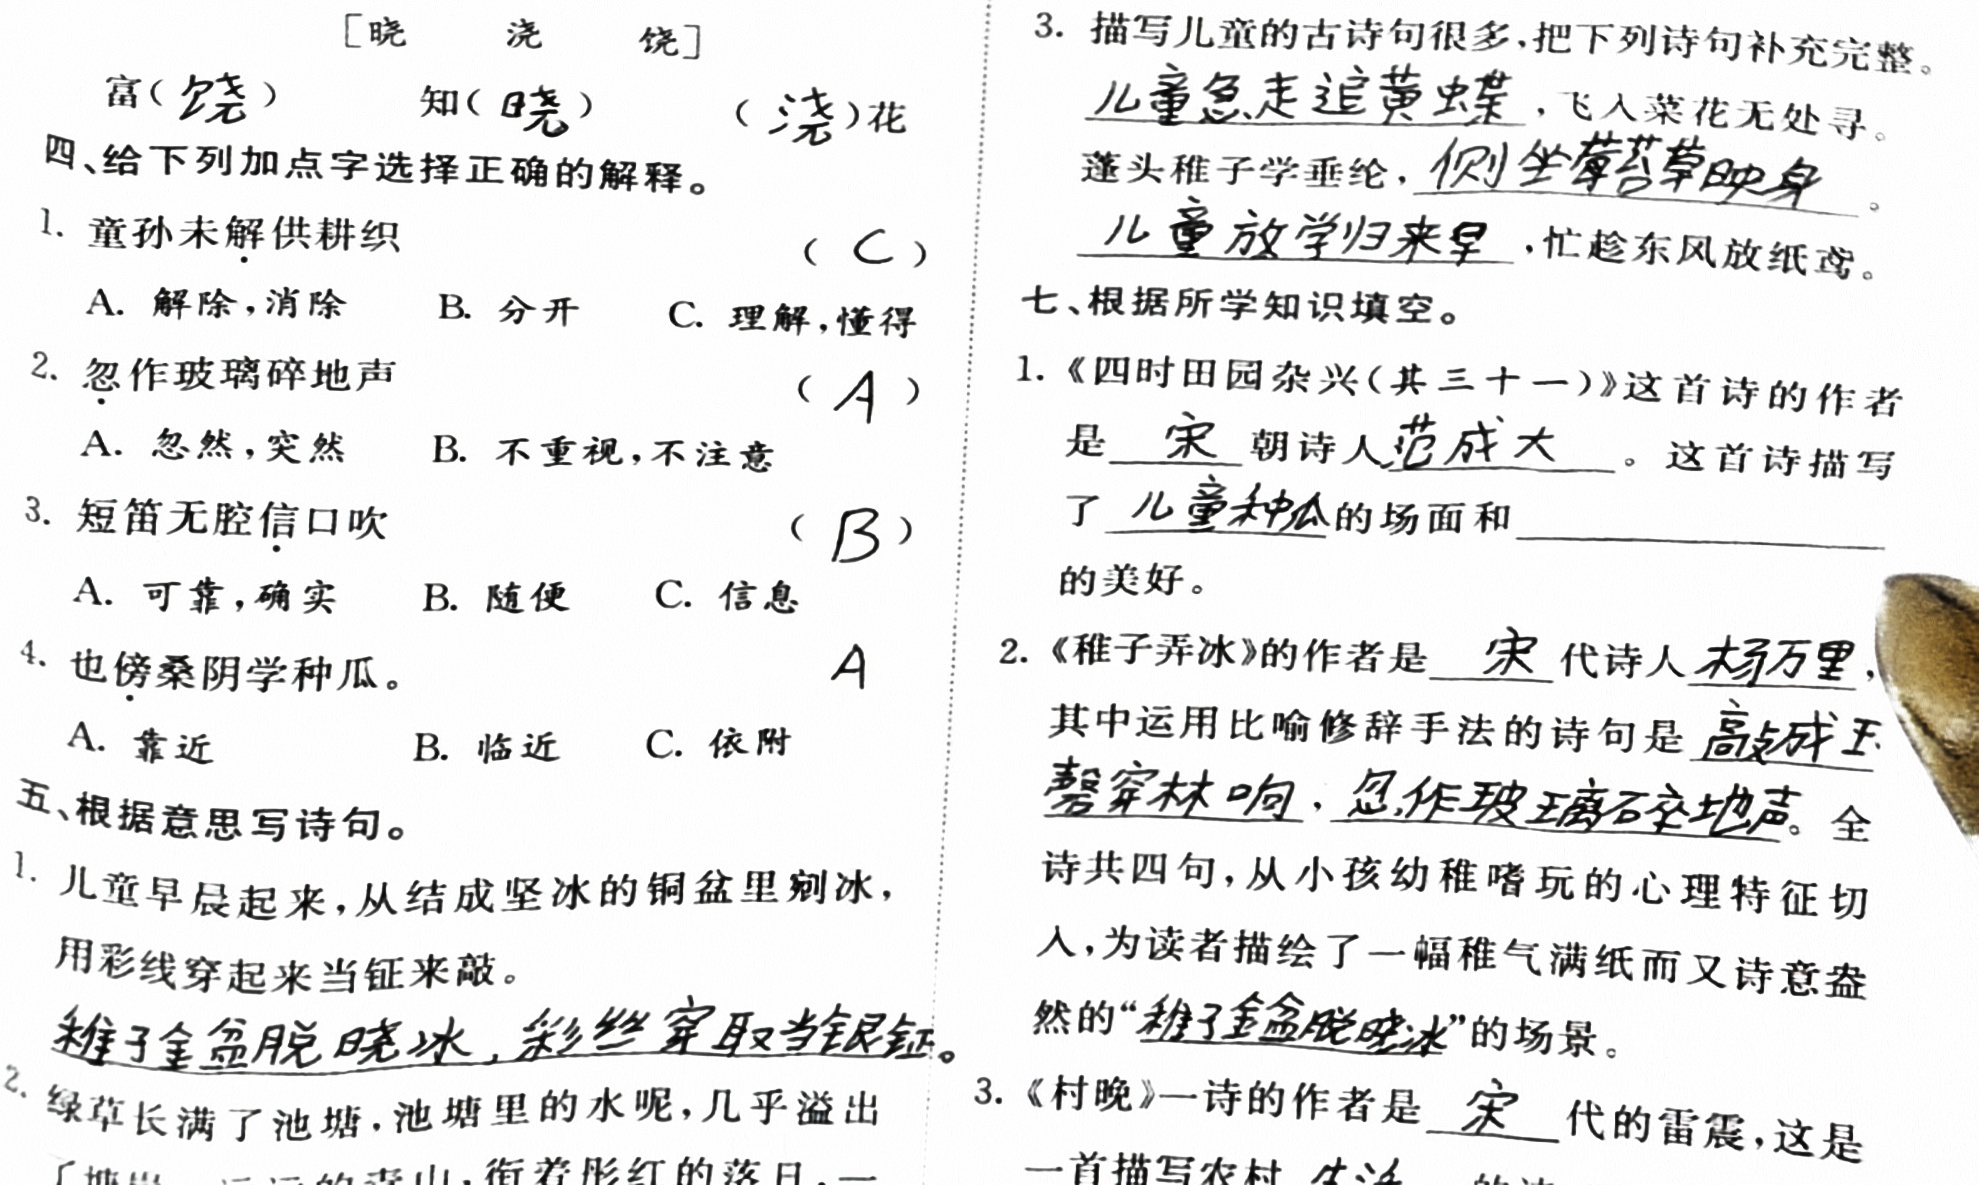 [晓 浇 饶]
富(饶) 知(晓) (浇)花
四、给下列加点字选择正确的解释。
1. 童孙未解供耕织 (C)
A. 解除,消除 B. 分开 C. 理解,懂得
2. 忽作玻璃碎地声 (A)
A. 忽然,突然 B. 不重视,不注意
3. 短笛无腔信口吹 (B)
A. 可靠,确实 B. 随便 C. 信息
4. 也傍桑阴学种瓜。 A
A. 靠近 B. 临近 C. 依附
五、根据意思写诗句。
1. 儿童早晨起来,从结成坚冰的铜盆里剜冰,
用彩线穿起来当钲来敲。
稚子金盆脱晓冰,彩丝穿取当银钲。
2. 绿草长满了池塘,池塘里的水呢,几乎溢出
了塘岸。远远的青山,衔着彤红的落日,一
3. 描写儿童的古诗句很多,把下列诗句补充完整。
儿童急走追黄蝶,飞入菜花无处寻。
蓬头稚子学垂纶,侧坐莓苔草映身。
儿童放学归来早,忙趁东风放纸鸢。
七、根据所学知识填空。
1.《四时田园杂兴(其三十一)》这首诗的作者
是 宋 朝诗人范成大。这首诗描写
了 儿童种瓜的场面和
的美好。
2.《稚子弄冰》的作者是 宋 代诗人杨万里,
其中运用比喻修辞手法的诗句是 敲成玉
磬穿林响,忽作玻璃碎地声。全
诗共四句,从小孩幼稚嗜玩的心理特征切
入,为读者描绘了一幅稚气满纸而又诗意盎
然的“稚子金盆脱晓冰”的场景。
3.《村晚》一诗的作者是 宋 代的雷震,这是
一首描写农村 生活 的诗